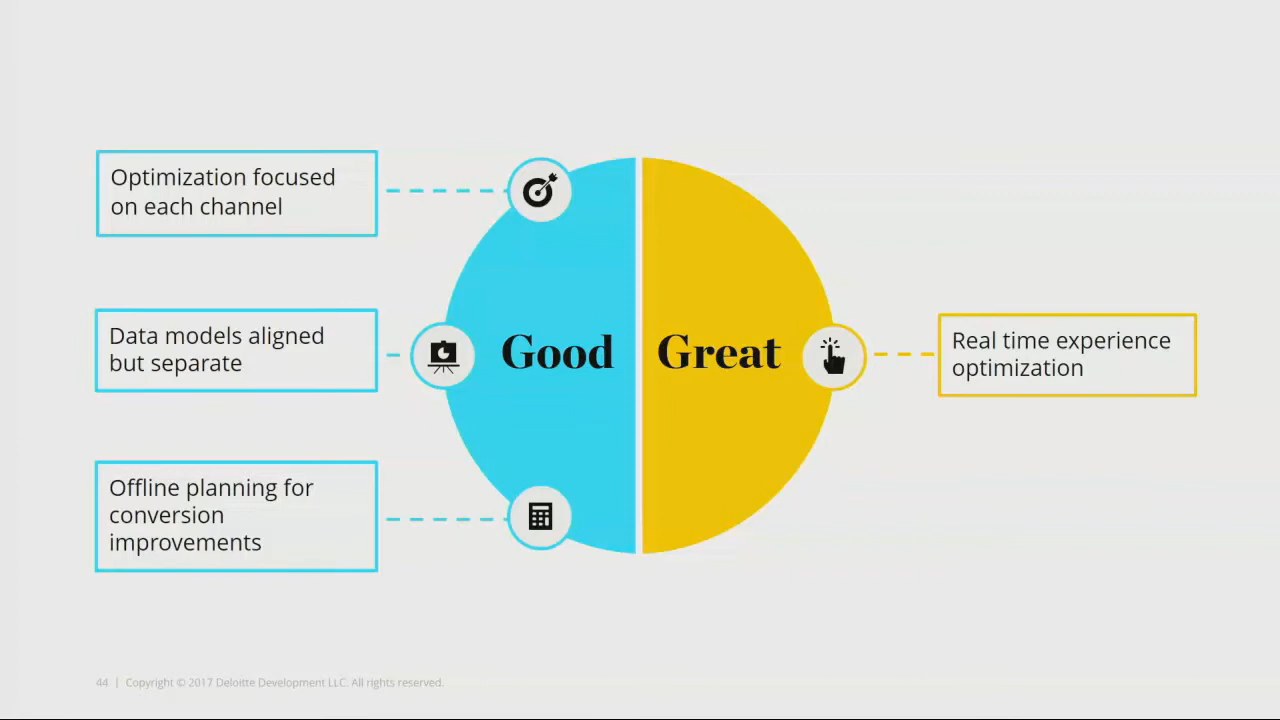 Optimization focused
on each channel
Data models aligned
but separate
Offline planning for
conversion
improvements
Good
Great
Real time experience
optimization
44 | Copyright © 2017 Deloitte Development LLC. All rights reserved.